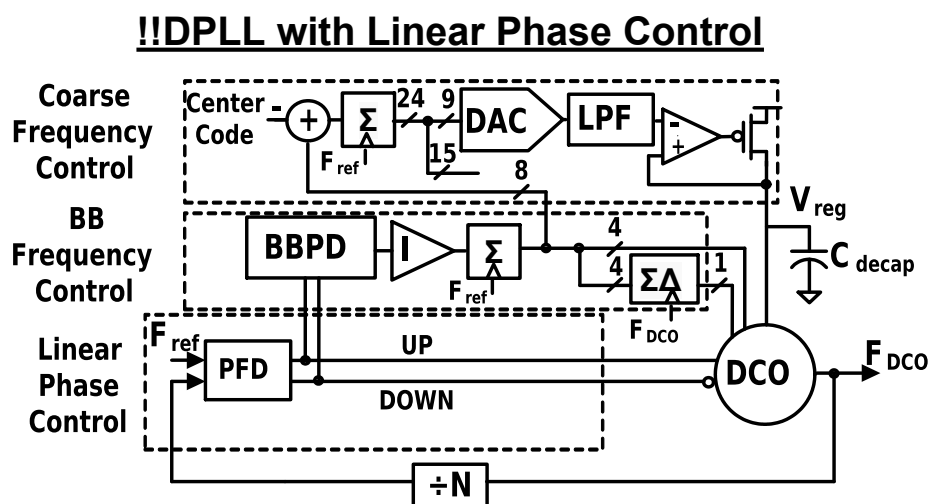 !!DPLL with Linear Phase Control
Coarse
Frequency
Control
Center
Code
-
+
Σ
F ref
24
9
15
DAC
LPF
-
+
8
V reg
C decap
BB
Frequency
Control
BBPD
I
Σ
F ref
4
4
ΣΔ
1
F DCO
Linear
Phase
Control
F ref
PFD
UP
DOWN
DCO
F DCO
÷N